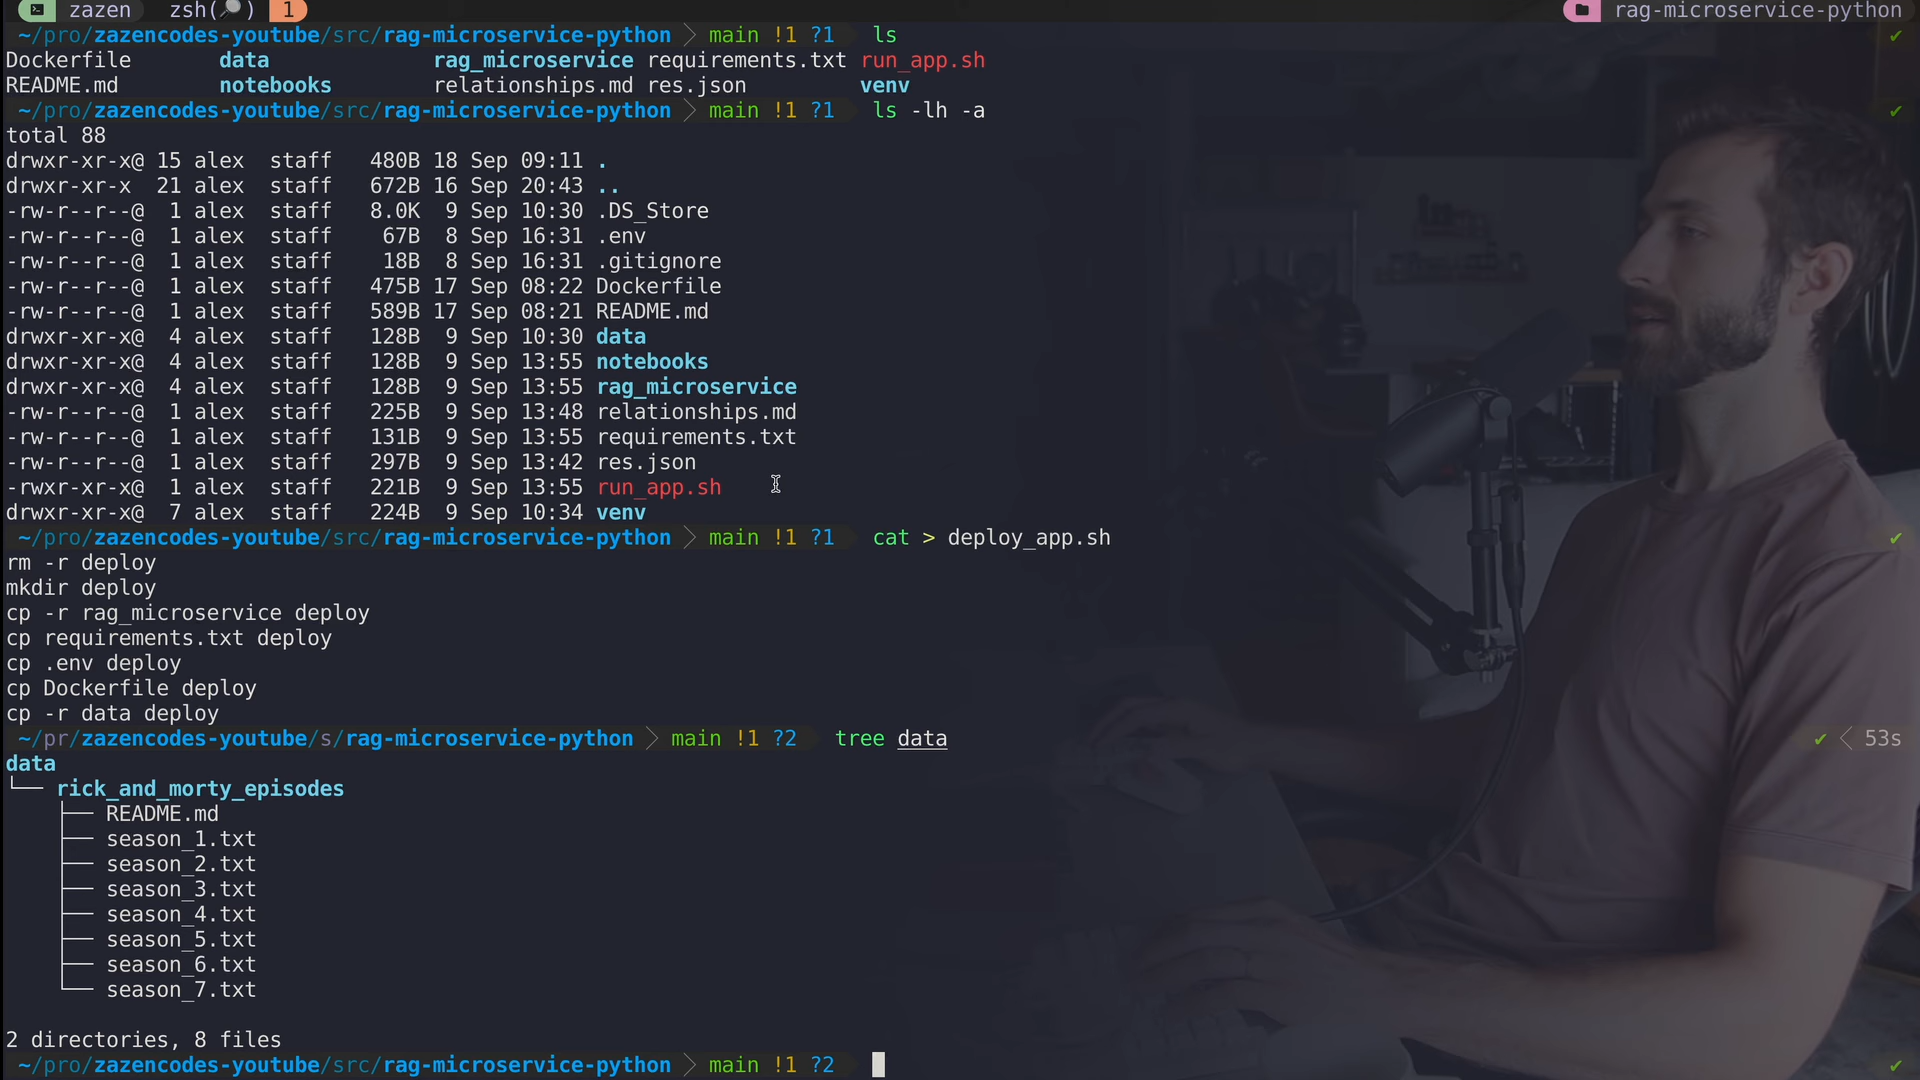 zazen zsh(🔎) 1 rag-microservice-python
~/pro/zazencodes-youtube/src/rag-microservice-python > main !1 ?1 ls ✔
Dockerfile data rag_microservice requirements.txt run_app.sh
README.md notebooks relationships.md res.json venv
~/pro/zazencodes-youtube/src/rag-microservice-python > main !1 ?1 ls -lh -a ✔
total 88
drwxr-xr-x@ 15 alex staff 480B 18 Sep 09:11 .
drwxr-xr-x 21 alex staff 672B 16 Sep 20:43 ..
-rw-r--r--@ 1 alex staff 8.0K 9 Sep 10:30 .DS_Store
-rw-r--r--@ 1 alex staff 67B 8 Sep 16:31 .env
-rw-r--r--@ 1 alex staff 18B 8 Sep 16:31 .gitignore
-rw-r--r--@ 1 alex staff 475B 17 Sep 08:22 Dockerfile
-rw-r--r--@ 1 alex staff 589B 17 Sep 08:21 README.md
drwxr-xr-x@ 4 alex staff 128B 9 Sep 10:30 data
drwxr-xr-x@ 4 alex staff 128B 9 Sep 13:55 notebooks
drwxr-xr-x@ 4 alex staff 128B 9 Sep 13:55 rag_microservice
-rw-r--r--@ 1 alex staff 225B 9 Sep 13:48 relationships.md
-rw-r--r--@ 1 alex staff 131B 9 Sep 13:55 requirements.txt
-rw-r--r--@ 1 alex staff 297B 9 Sep 13:42 res.json
-rwxr-xr-x@ 1 alex staff 221B 9 Sep 13:55 run_app.sh
drwxr-xr-x@ 7 alex staff 224B 9 Sep 10:34 venv
~/pro/zazencodes-youtube/src/rag-microservice-python > main !1 ?1 cat > deploy_app.sh ✔
rm -r deploy
mkdir deploy
cp -r rag_microservice deploy
cp requirements.txt deploy
cp .env deploy
cp Dockerfile deploy
cp -r data deploy
~/pr/zazencodes-youtube/s/rag-microservice-python > main !1 ?2 tree data ✔ < 53s
data
└── rick_and_morty_episodes
├── README.md
├── season_1.txt
├── season_2.txt
├── season_3.txt
├── season_4.txt
├── season_5.txt
├── season_6.txt
└── season_7.txt
2 directories, 8 files
~/pro/zazencodes-youtube/src/rag-microservice-python > main !1 ?2 ✔